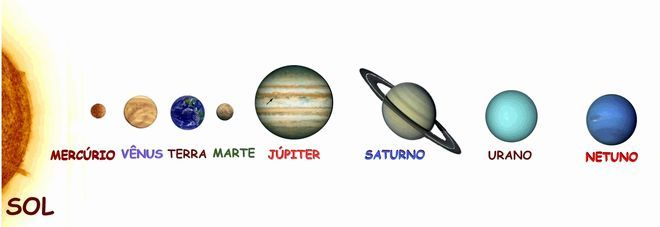 MERCÚRIO VÊNUS TERRA MARTE JÚPITER SATURNO URANO NETUNO
SOL